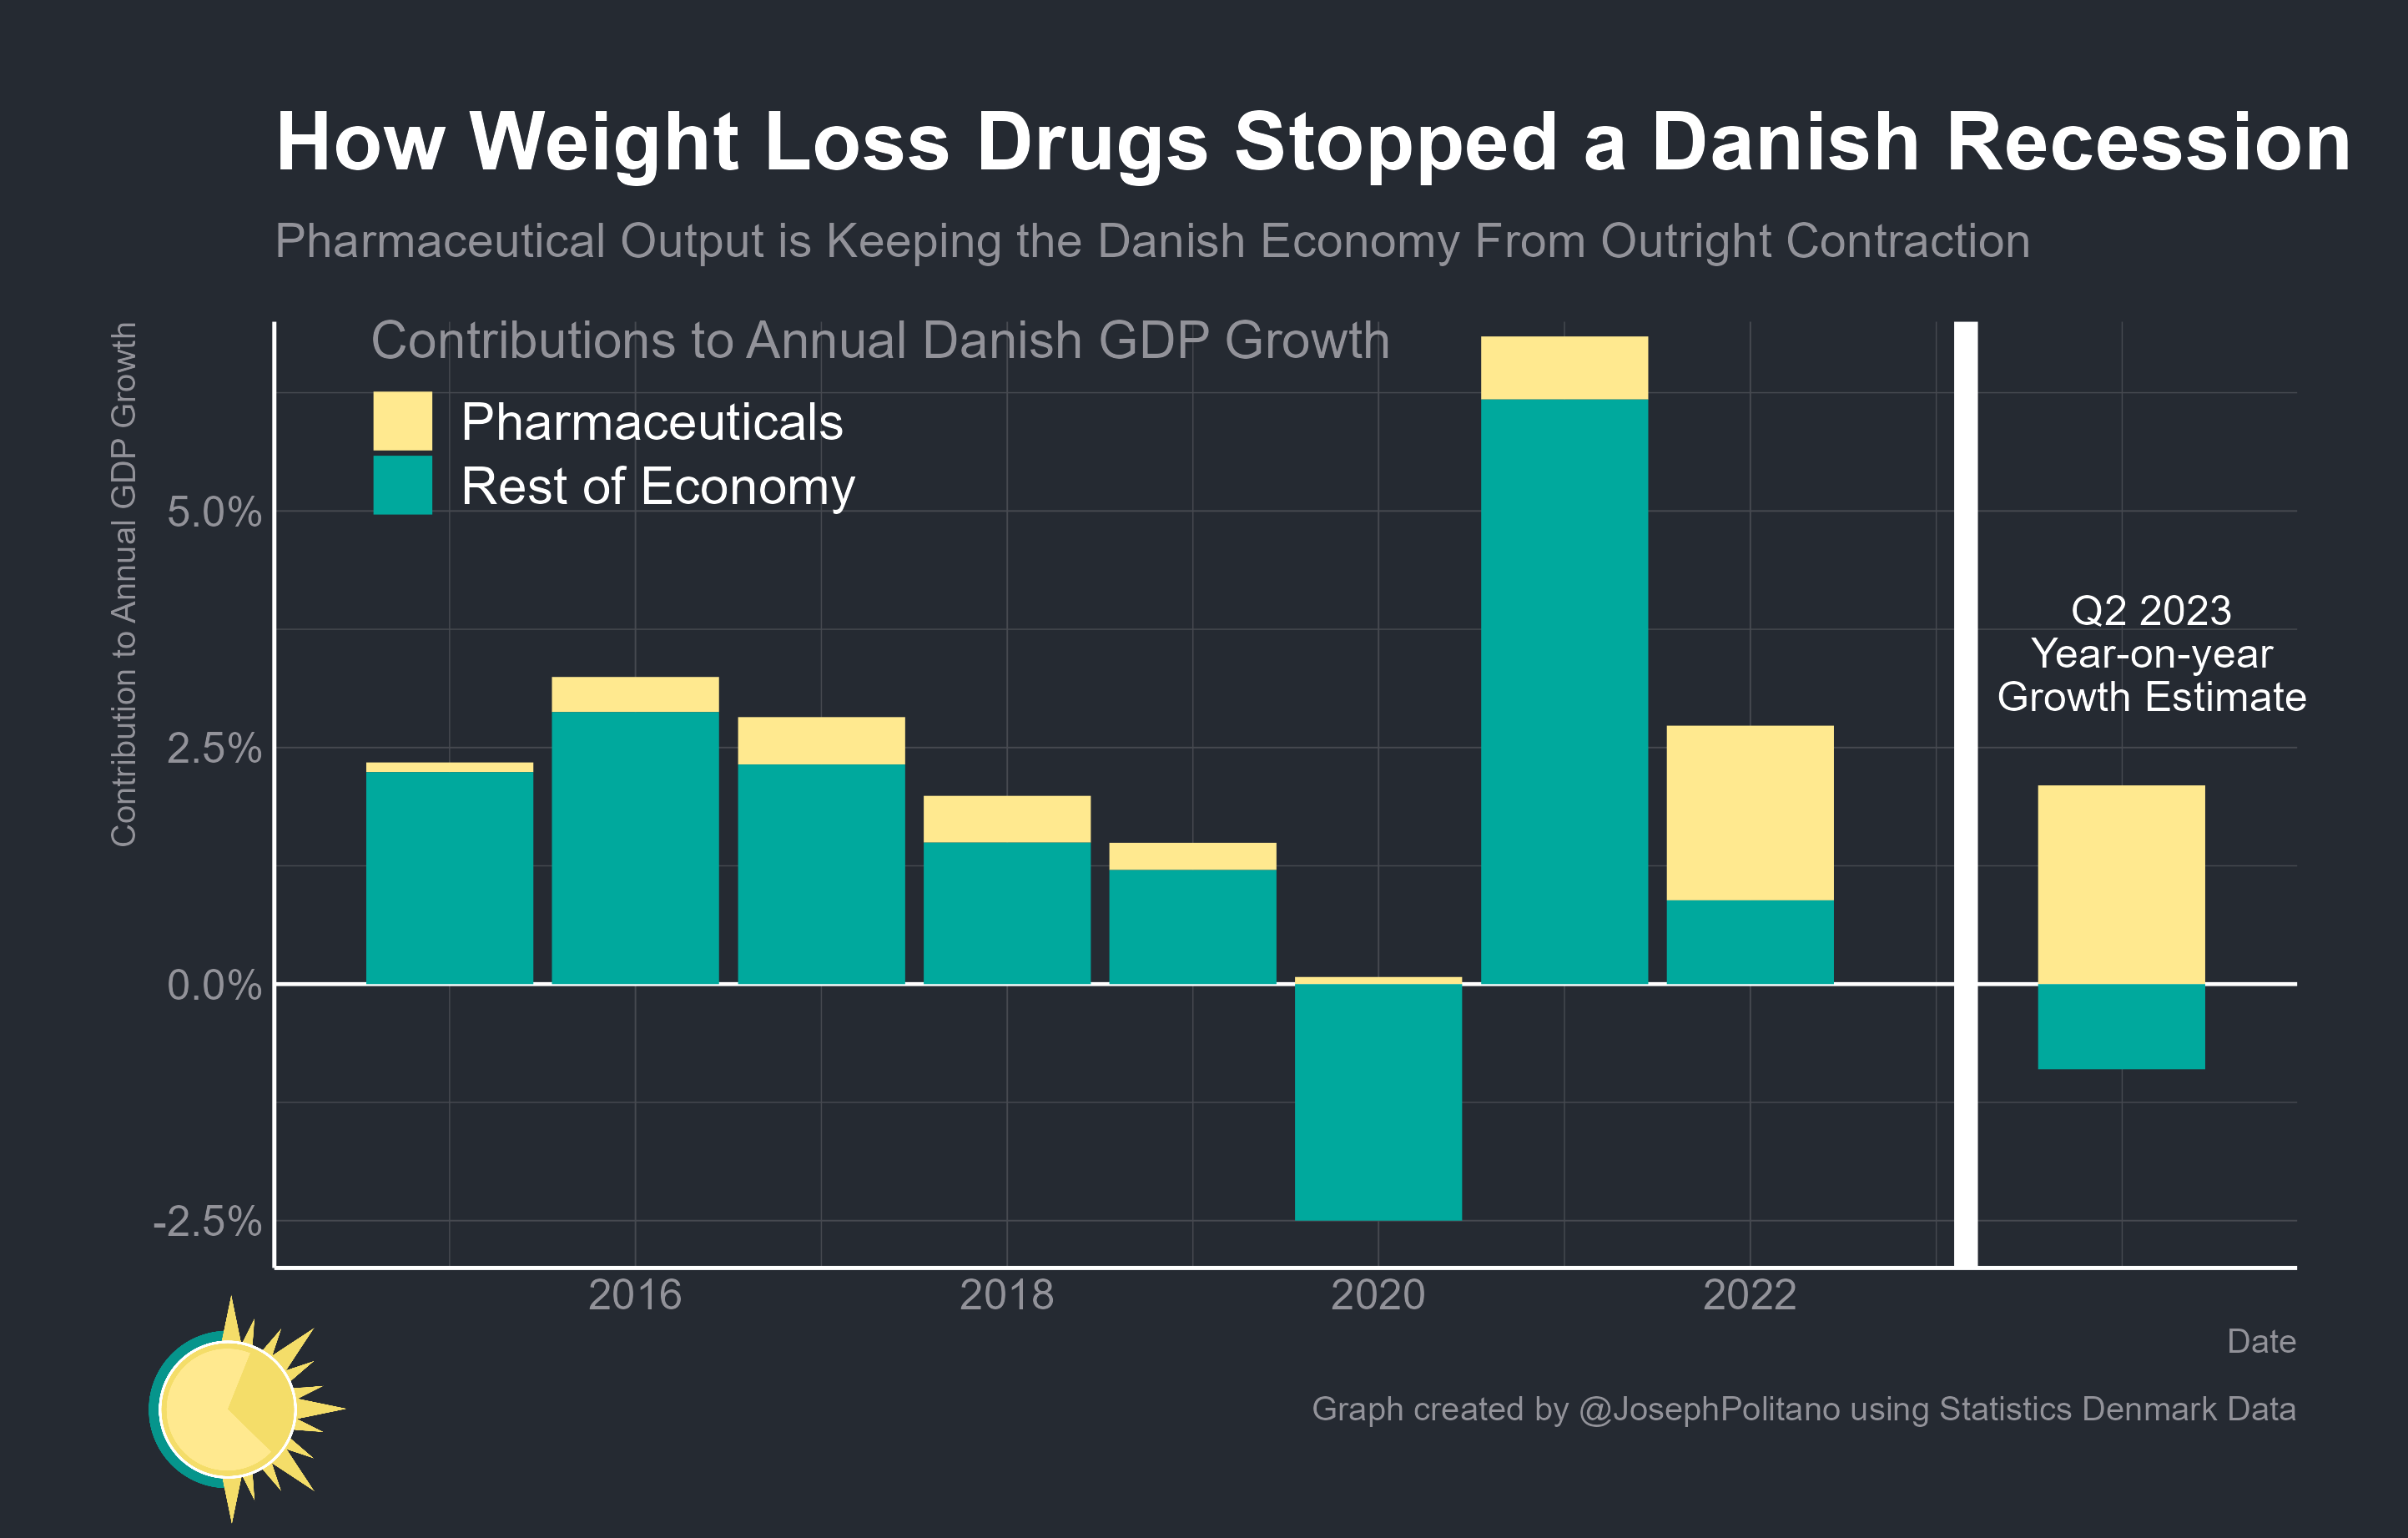 How Weight Loss Drugs Stopped a Danish Recession
Pharmaceutical Output is Keeping the Danish Economy From Outright Contraction
Contributions to Annual Danish GDP Growth
Pharmaceuticals
Rest of Economy
Contribution to Annual GDP Growth
5.0%
2.5%
0.0%
-2.5%
Q2 2023
Year-on-year
Growth Estimate
2016
2018
2020
2022
Date
Graph created by @JosephPolitano using Statistics Denmark Data